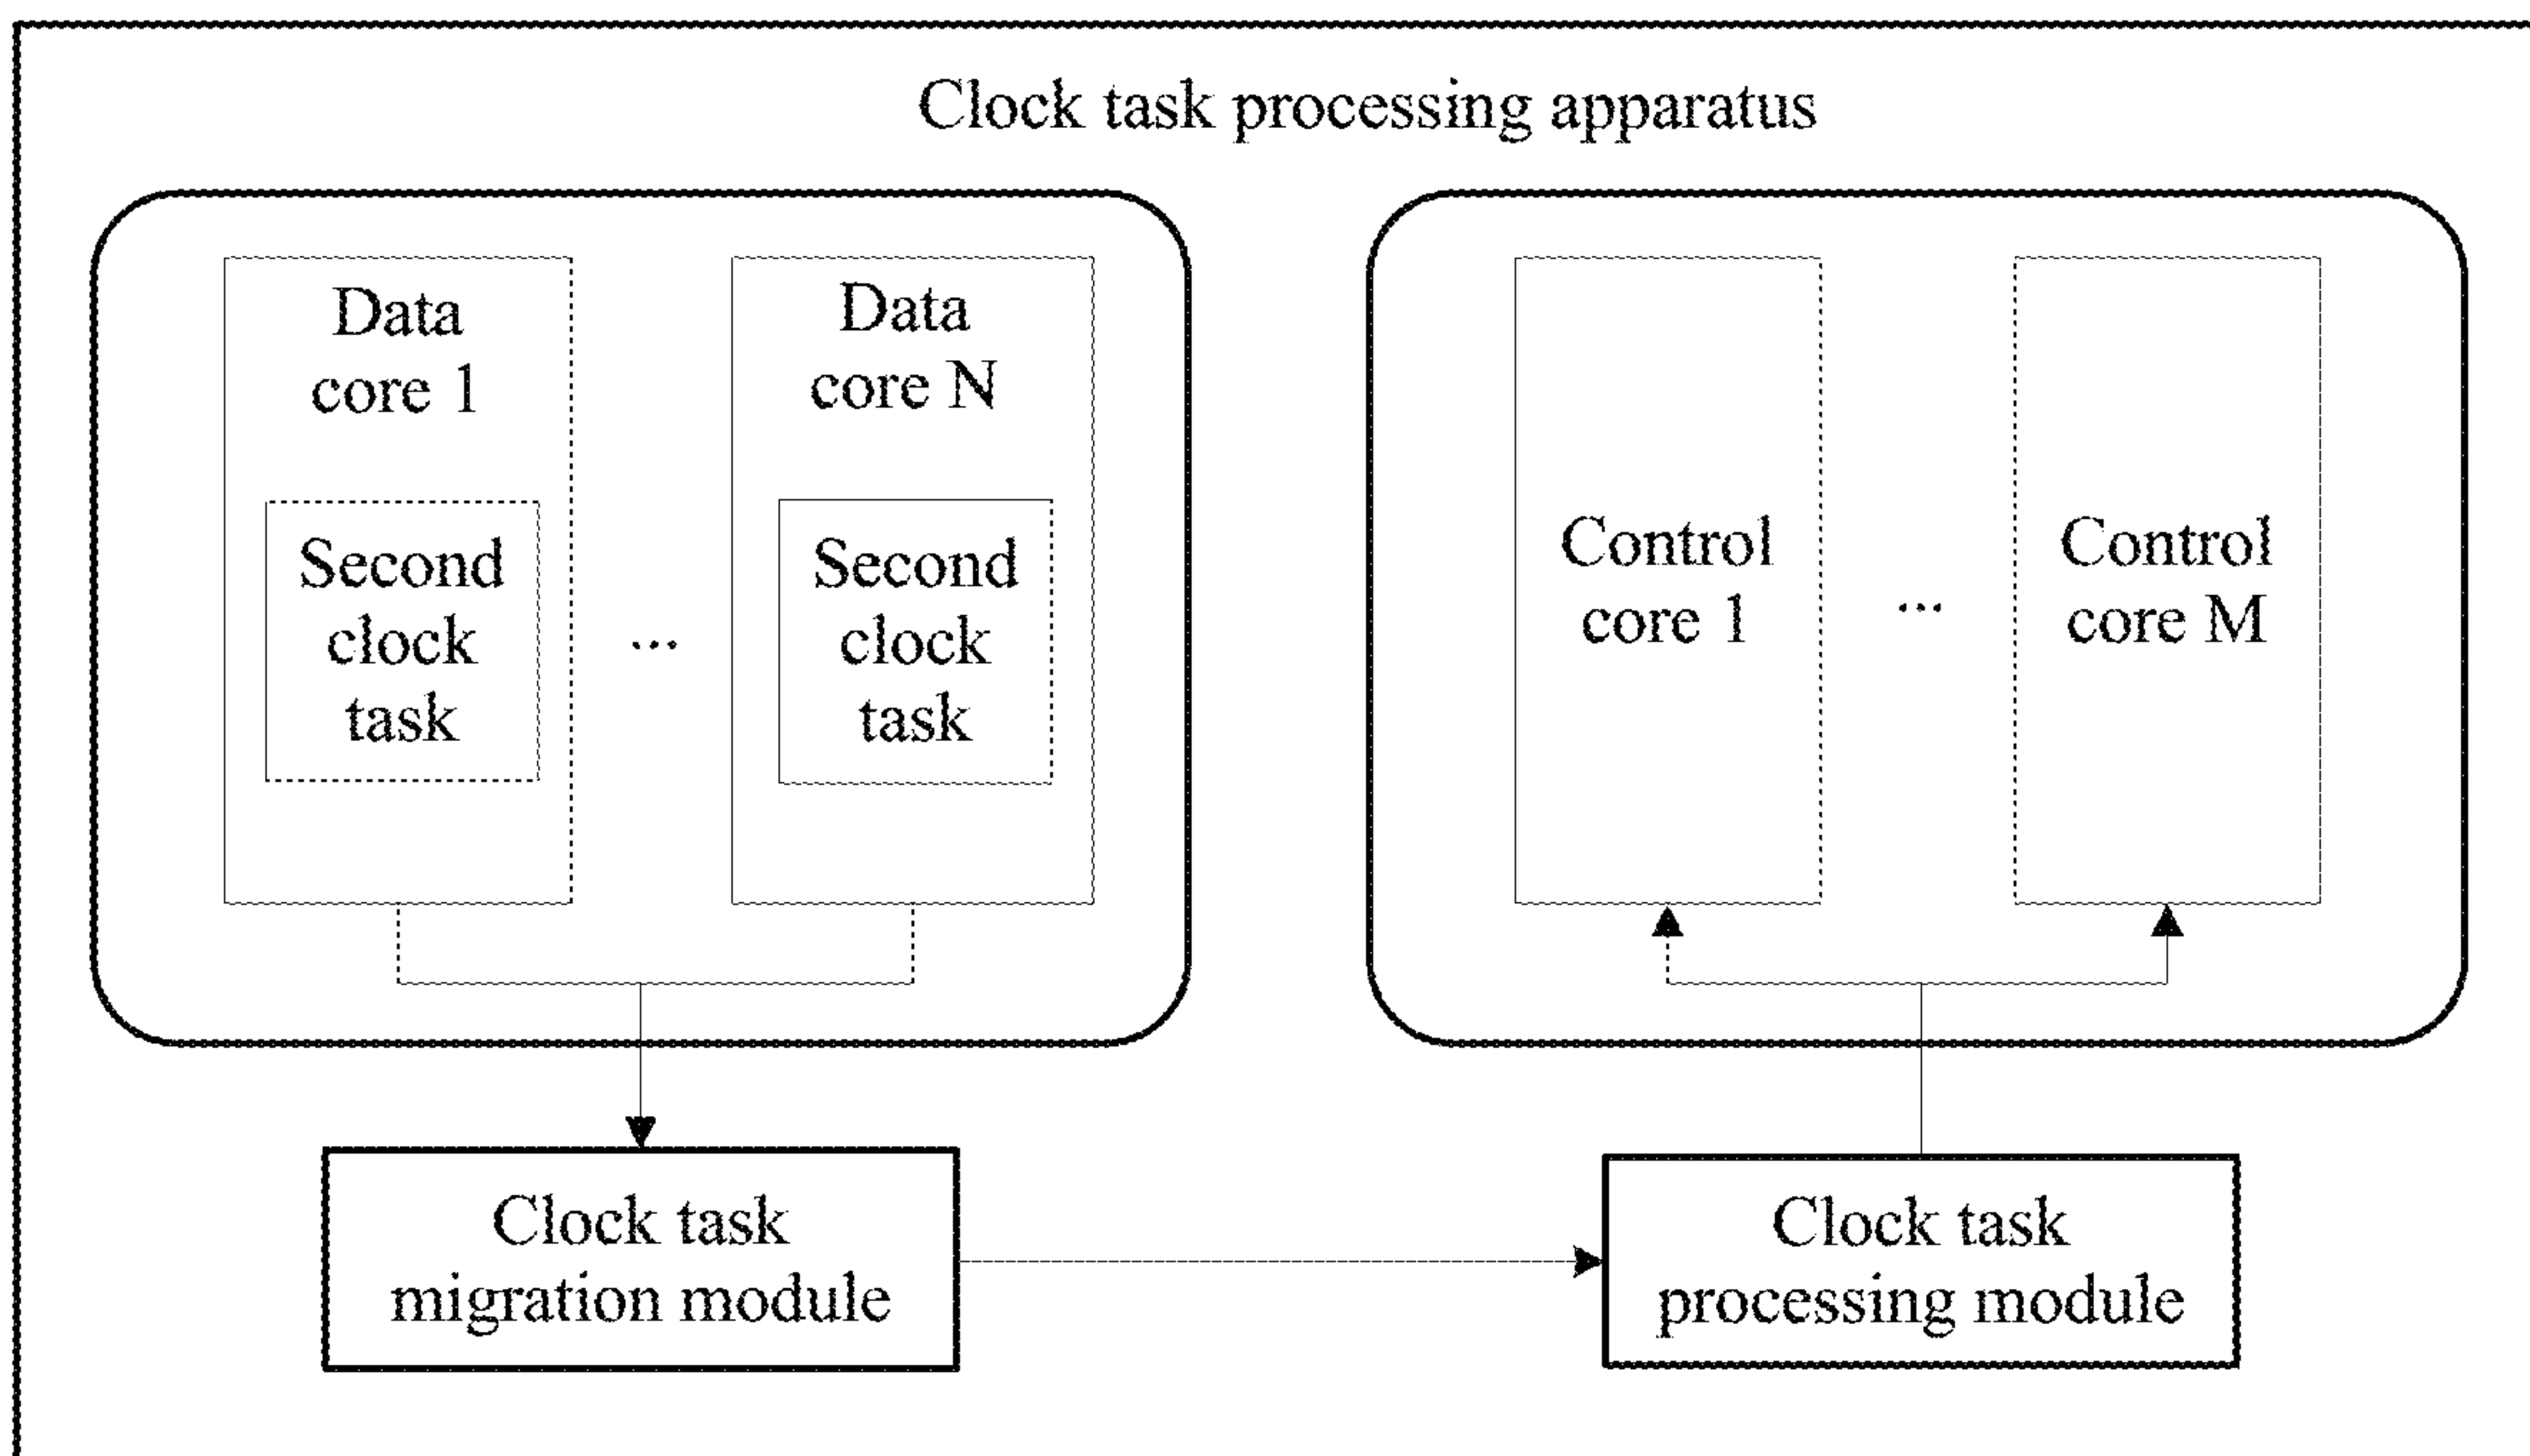 Clock task processing apparatus
Data
core 1
Second
clock
task
...
Data
core N
Second
clock
task
Control
core 1
...
Control
core M
Clock task
migration module
Clock task
processing module